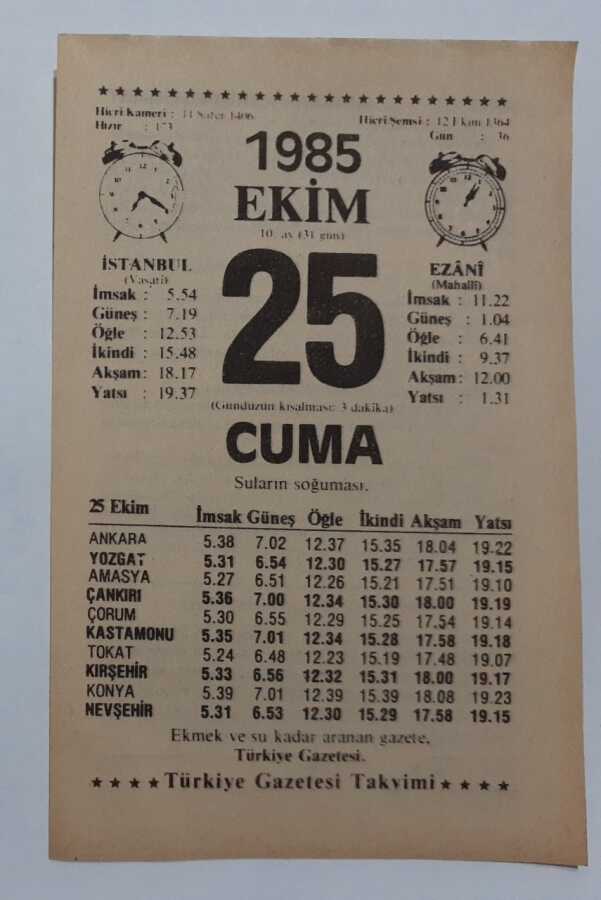 Hicri Kameri : 11 Safer 1406
Hızır : 173
Hicri Şemsi : 12 Ekim 1364
Gün : 36
1985
EKİM
10. ay (31 gün)
25
İSTANBUL
(Vasati)
İmsak : 5.54
Güneş : 7.19
Öğle : 12.53
İkindi : 15.48
Akşam : 18.17
Yatsı : 19.37
EZÂNÎ
(Mahallî)
İmsak : 11.22
Güneş : 1.04
Öğle : 6.41
İkindi : 9.37
Akşam : 12.00
Yatsı : 1.31
(Gündüzün kısalması: 3 dakika)
CUMA
Suların soğuması.
25 Ekim İmsak Güneş Öğle İkindi Akşam Yatsı
ANKARA 5.38 7.02 12.37 15.35 18.04 19.22
YOZGAT 5.31 6.54 12.30 15.27 17.57 19.15
AMASYA 5.27 6.51 12.26 15.21 17.51 19.10
ÇANKIRI 5.36 7.00 12.34 15.30 18.00 19.19
ÇORUM 5.30 6.55 12.29 15.25 17.54 19.14
KASTAMONU 5.35 7.01 12.34 15.28 17.58 19.18
TOKAT 5.24 6.48 12.23 15.19 17.48 19.07
KIRŞEHİR 5.33 6.56 12.32 15.31 18.00 19.17
KONYA 5.39 7.01 12.39 15.39 18.08 19.23
NEVŞEHİR 5.31 6.53 12.30 15.29 17.58 19.15
Ekmek ve su kadar aranan gazete,
Türkiye Gazetesi.
Türkiye Gazetesi Takvimi